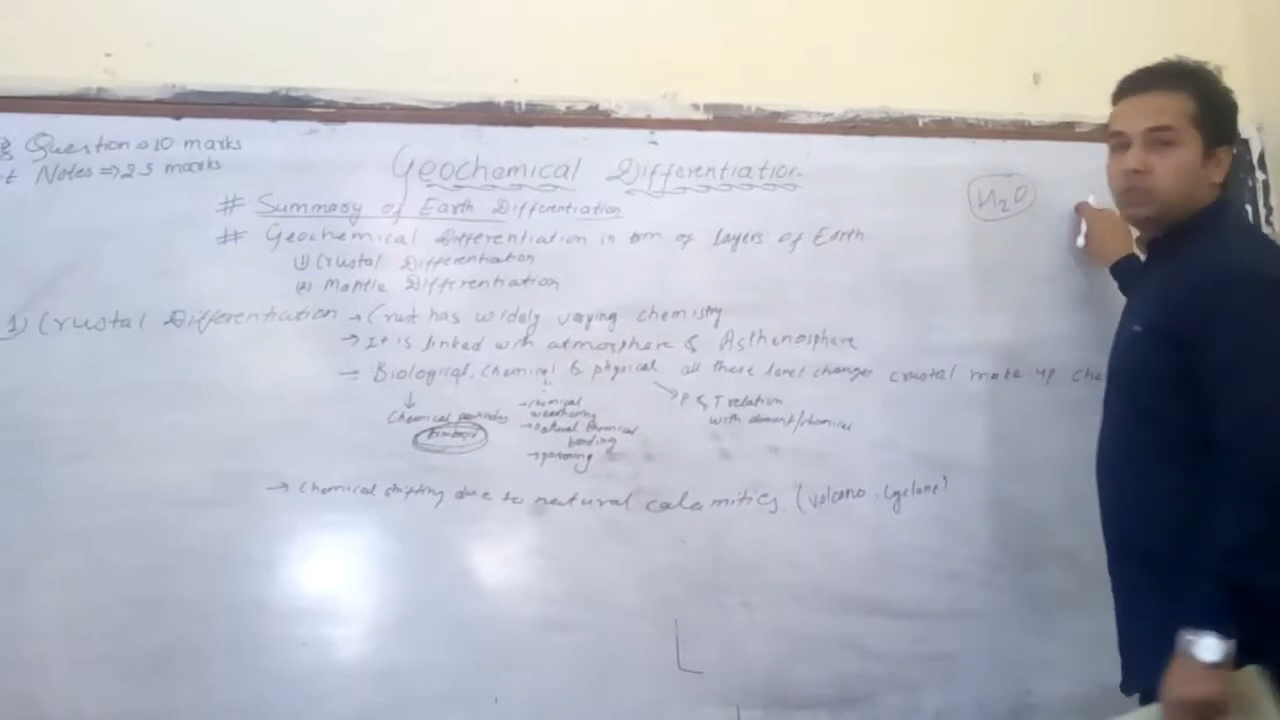 Question ⇒ 10 marks
Notes ⇒ 25 marks
Geochemical Differentiation
H2O
# Summary of Earth Differentiation
# Geochemical Differentiation in term of Layers of Earth
1) Crustal Differentiation
2) Mantle Differentiation
1) Crustal Differentiation → Crust has widely varying chemistry
→ It is linked with atmosphere & Asthenosphere
→ Biological, Chemical & physical all these level changes crustal make up
↓
Chemical
→ chemical weathering
→ natural chemical bonding
→ P & T relation
with
→ Chemical shifting due to natural calamities (Volcano, Cyclone)